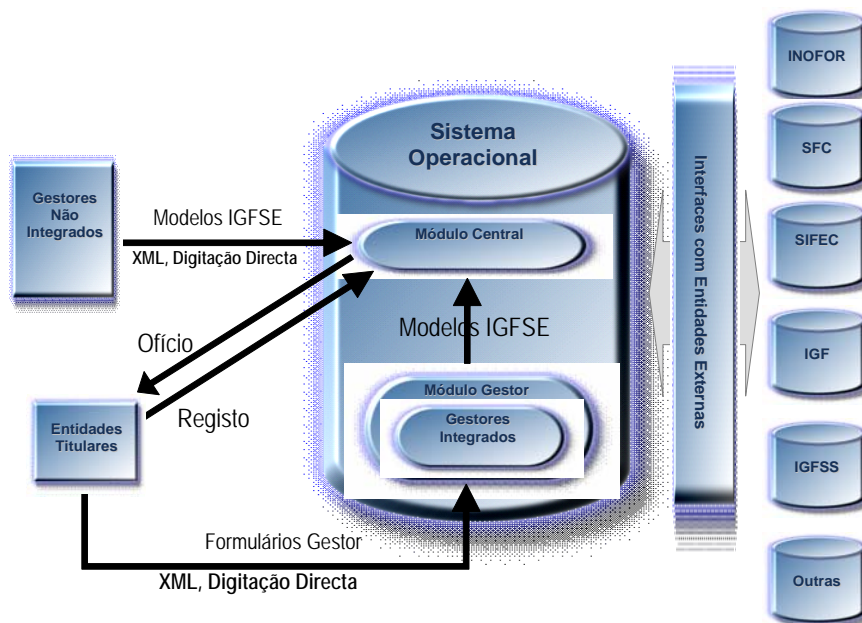 Sistema
Operacional
Gestores
Não
Integrados
Modelos IGFSE
XML, Digitação Directa
Módulo Central
Ofício
Registo
Modelos IGFSE
Entidades
Titulares
Módulo Gestor
Gestores
Integrados
Formulários Gestor
XML, Digitação Directa
Interfaces com Entidades Externas
INOFOR
SFC
SIFEC
IGF
IGFSS
Outras